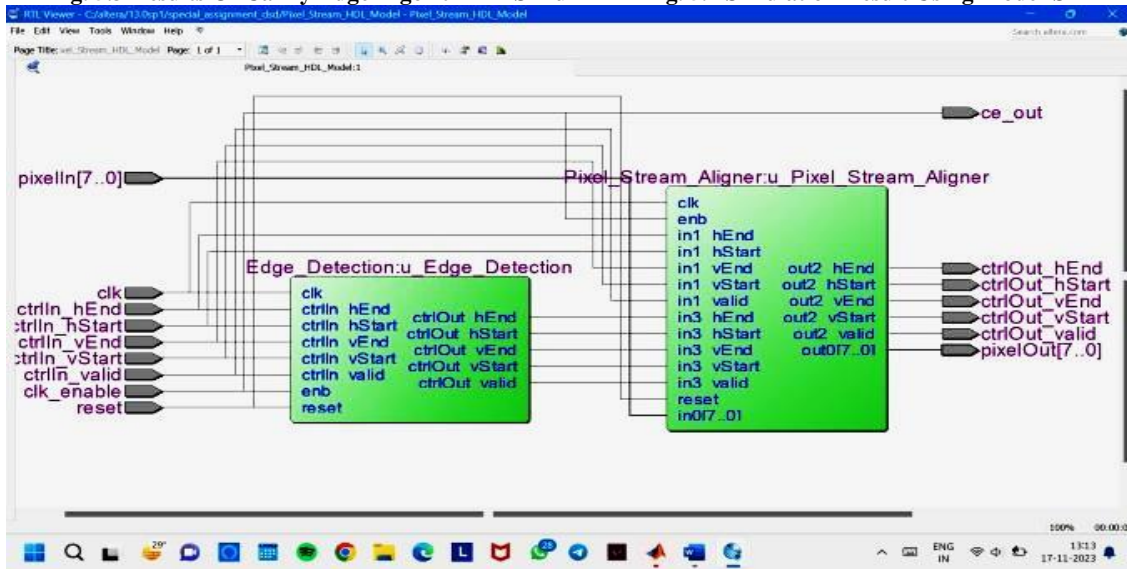 RTL View - C:/altera/13.0sp1/special_assignment_dsd/Pixel_Stream_HDL_Model - Pixel_Stream_HDL_Model
File Edit View Tools Window Help
Search altera.com
Page Title: Page: 1 of 1
Pixel_Stream_HDL_Model:1
ce_out
pixelIn[7..0]
Pixel_Stream_Aligner:u_Pixel_Stream_Aligner
clk
enb
in1 hEnd
in1 hStart
in1 vEnd
in1 vStart
in1 valid
in3 hEnd
in3 hStart
in3 vEnd
in3 vStart
in3 valid
reset
in0[7..0]
out2 hEnd
out2 hStart
out2 vEnd
out2 vStart
out2 valid
out0[7..0]
ctrlOut_hEnd
ctrlOut_hStart
ctrlOut_vEnd
ctrlOut_vStart
ctrlOut_valid
pixelOut[7..0]
Edge_Detection:u_Edge_Detection
clk
ctrlIn_hEnd
ctrlIn_hStart
ctrlIn_vEnd
ctrlIn_vStart
ctrlIn_valid
clk_enable
reset
clk
ctrlIn hEnd
ctrlIn hStart
ctrlIn vEnd
ctrlIn vStart
ctrlIn valid
enb
reset
ctrlOut hEnd
ctrlOut hStart
ctrlOut vEnd
ctrlOut vStart
ctrlOut valid
100% 00:00:0
29°
ENG
IN
13:13
17-11-2023